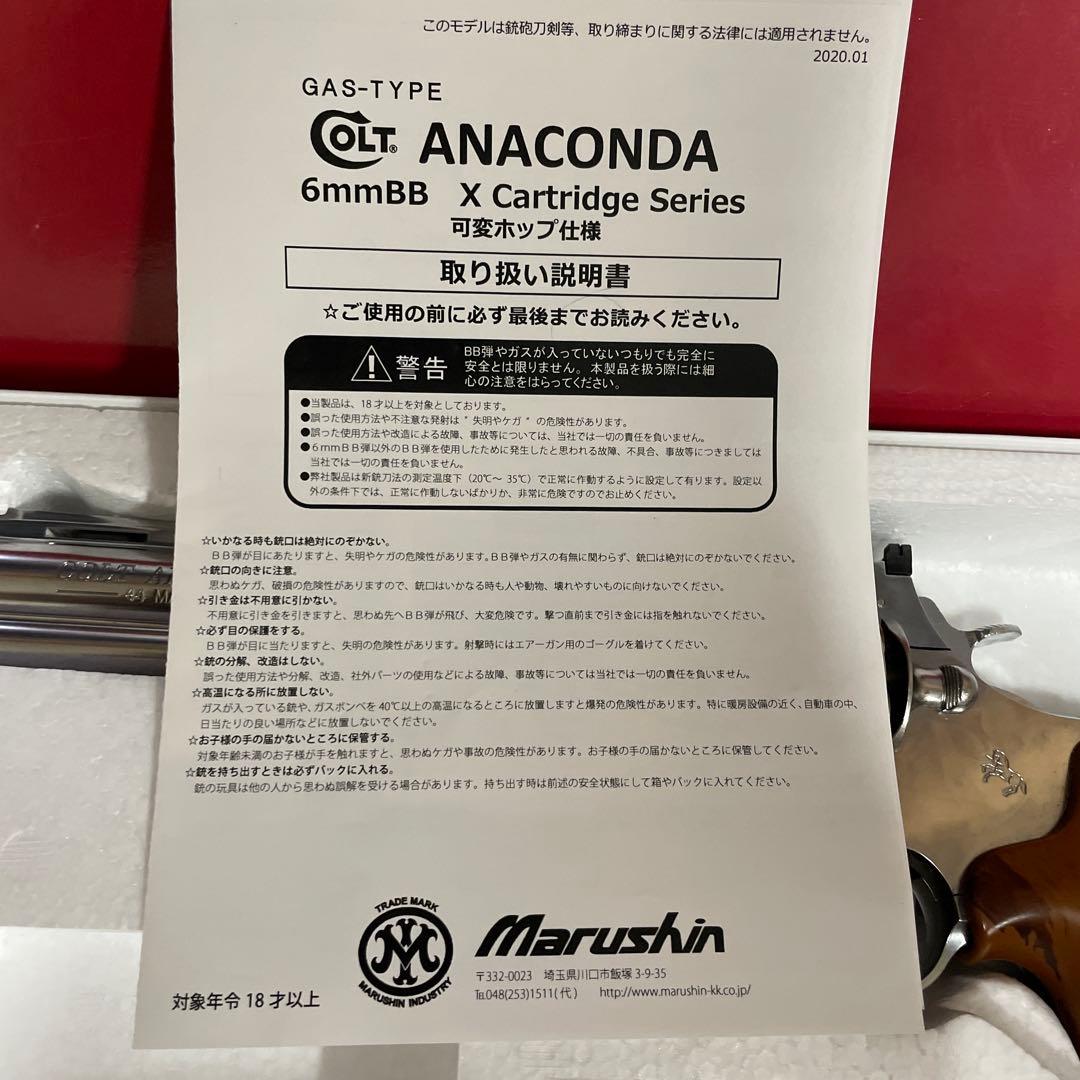 このモデルは銃砲刀剣等、取り締まりに関する法律には適用されません。
2020.01
GAS-TYPE
COLT® ANACONDA
6mmBB X Cartridge Series
可変ホップ仕様
取り扱い説明書
☆ご使用の前に必ず最後までお読みください。
警告
BB弾やガスが入っていないつもりでも完全に
安全とは限りません。本製品を扱う際には細
心の注意をはらってください。
●当製品は、18才以上を対象としております。
●誤った使用方法や不注意な発射は"失明やケガ"の危険性があります。
●誤った使用方法や改造による故障、事故等については、当社では一切の責任を負いません。
●6mmBB弾以外のBB弾を使用したために発生したと思われる故障、不具合、事故等につきましては
当社では一切の責任を負いません。
●弊社製品は新銃刀法の測定温度下(20℃〜35℃)で正常に作動するように設定して有ります。設定以
外の条件下では、正常に作動しないばかりか、非常に危険ですのでお止めください。
☆いかなる時も銃口は絶対にのぞかない。
BB弾が目にあたりますと、失明やケガの危険性があります。BB弾やガスの有無に関わらず、銃口は絶対にのぞかないでください。
☆銃口の向きに注意。
思わぬケガ、破損の危険性がありますので、銃口はいかなる時も人や動物、壊れやすいものに向けないでください。
☆引き金は不用意に引かない。
不用意に引き金を引きますと、思わぬ先へBB弾が飛び、大変危険です。撃つ直前まで引き金には指を触れないでください。
☆必ず目の保護をする。
BB弾が目に当たりますと、失明の危険性があります。射撃時にはエアーガン用のゴーグルを着けてください。
☆銃の分解、改造はしない。
誤った使用方法や分解、改造、社外パーツの使用などによる故障、事故等については当社では一切の責任を負いません。
☆高温になる所に放置しない。
ガスが入っている銃や、ガスボンベを40℃以上の高温になるところに放置しますと爆発の危険性があります。特に暖房設備の近く、自動車の中、
日当たりの良い場所などに放置しないでください。
☆お子様の手の届かないところに保管する。
対象年齢未満のお子様が手を触れますと、思わぬケガや事故の危険性があります。お子様の手の届かないところに保管してください。
☆銃を持ち出すときは必ずバックに入れる。
銃の玩具は他の人から思わぬ誤解を受ける場合があります。持ち出す時は前述の安全状態にして箱やバックに入れてください。
COLT A
44 M
TRADE MARK
M
MARUSHIN INDUSTRY
Marushin
〒332-0023 埼玉県川口市飯塚3-9-35
℡048(253)1511(代) http://www.marushin-kk.co.jp/
対象年令18才以上